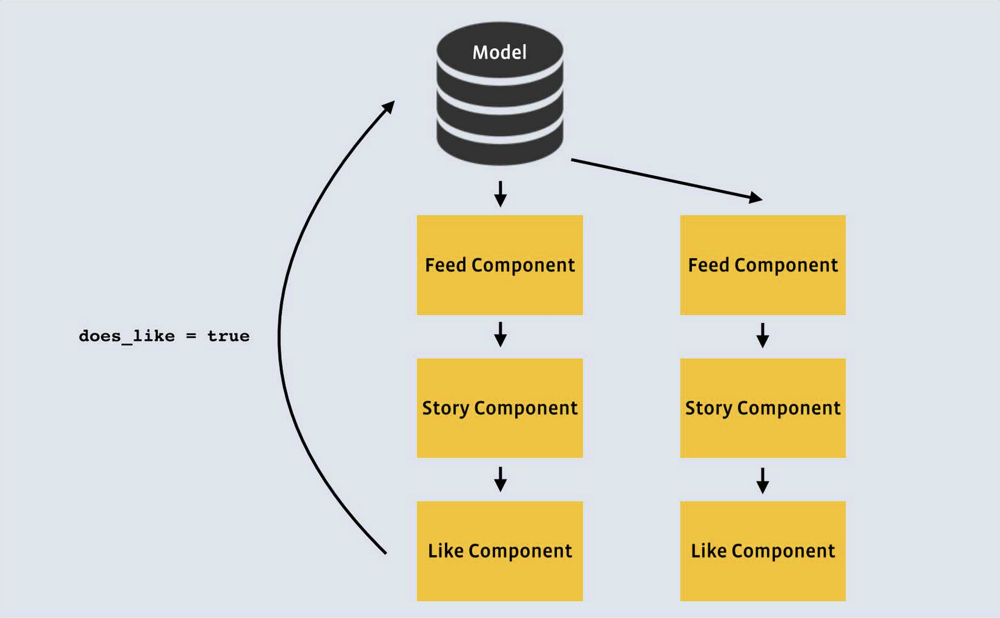 Model
Feed Component
Feed Component
does_like = true
Story Component
Story Component
Like Component
Like Component